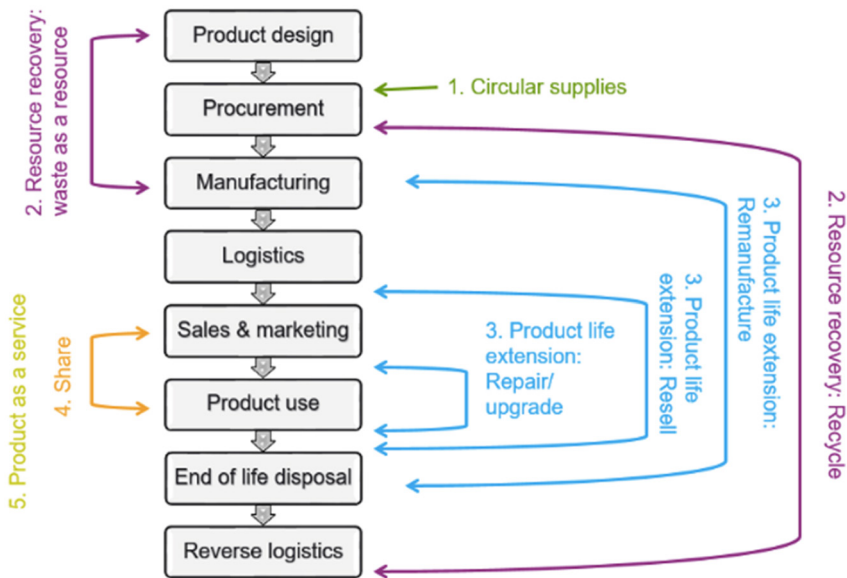 Product design
Procurement
Manufacturing
Logistics
Sales & marketing
Product use
End of life disposal
Reverse logistics
2. Resource recovery:
waste as a resource
5. Product as a service
4. Share
1. Circular supplies
3. Product life
extension:
Repair/
upgrade
3. Product life
extension: Resell
3. Product life extension:
Remanufacture
2. Resource recovery: Recycle